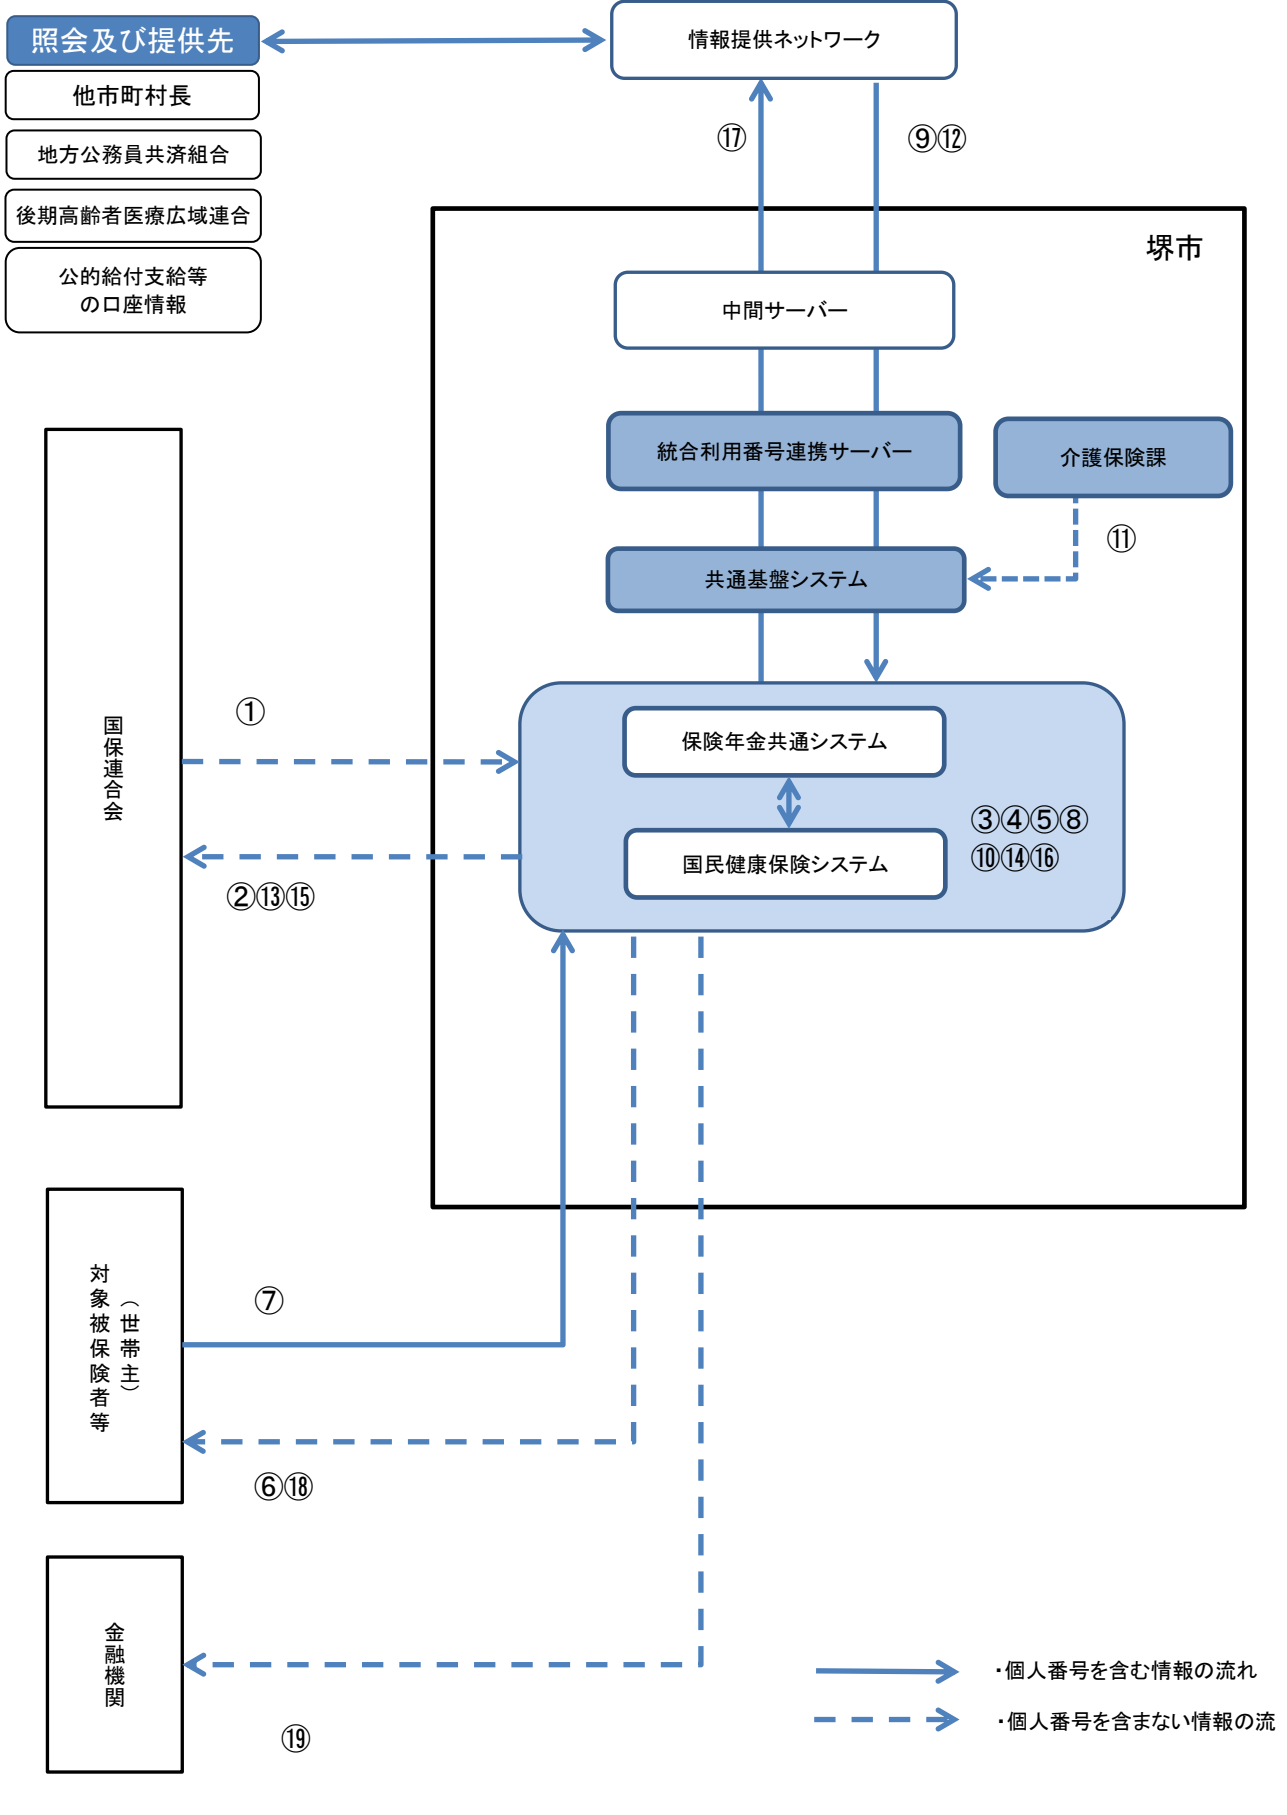 照会及び提供先
情報提供ネットワーク
他市町村長
地方公務員共済組合
後期高齢者医療広域連合
公的給付支給等
の口座情報
⑰
⑨⑫
堺市
中間サーバー
統合利用番号連携サーバー
介護保険課
⑪
共通基盤システム
国保連合会
①
保険年金共通システム
③④⑤⑧
⑩⑭⑯
国民健康保険システム
②⑬⑮
対象被保険者等
（世帯主）
⑦
⑥⑱
金融機関
⑲
・個人番号を含む情報の流れ
・個人番号を含まない情報の流